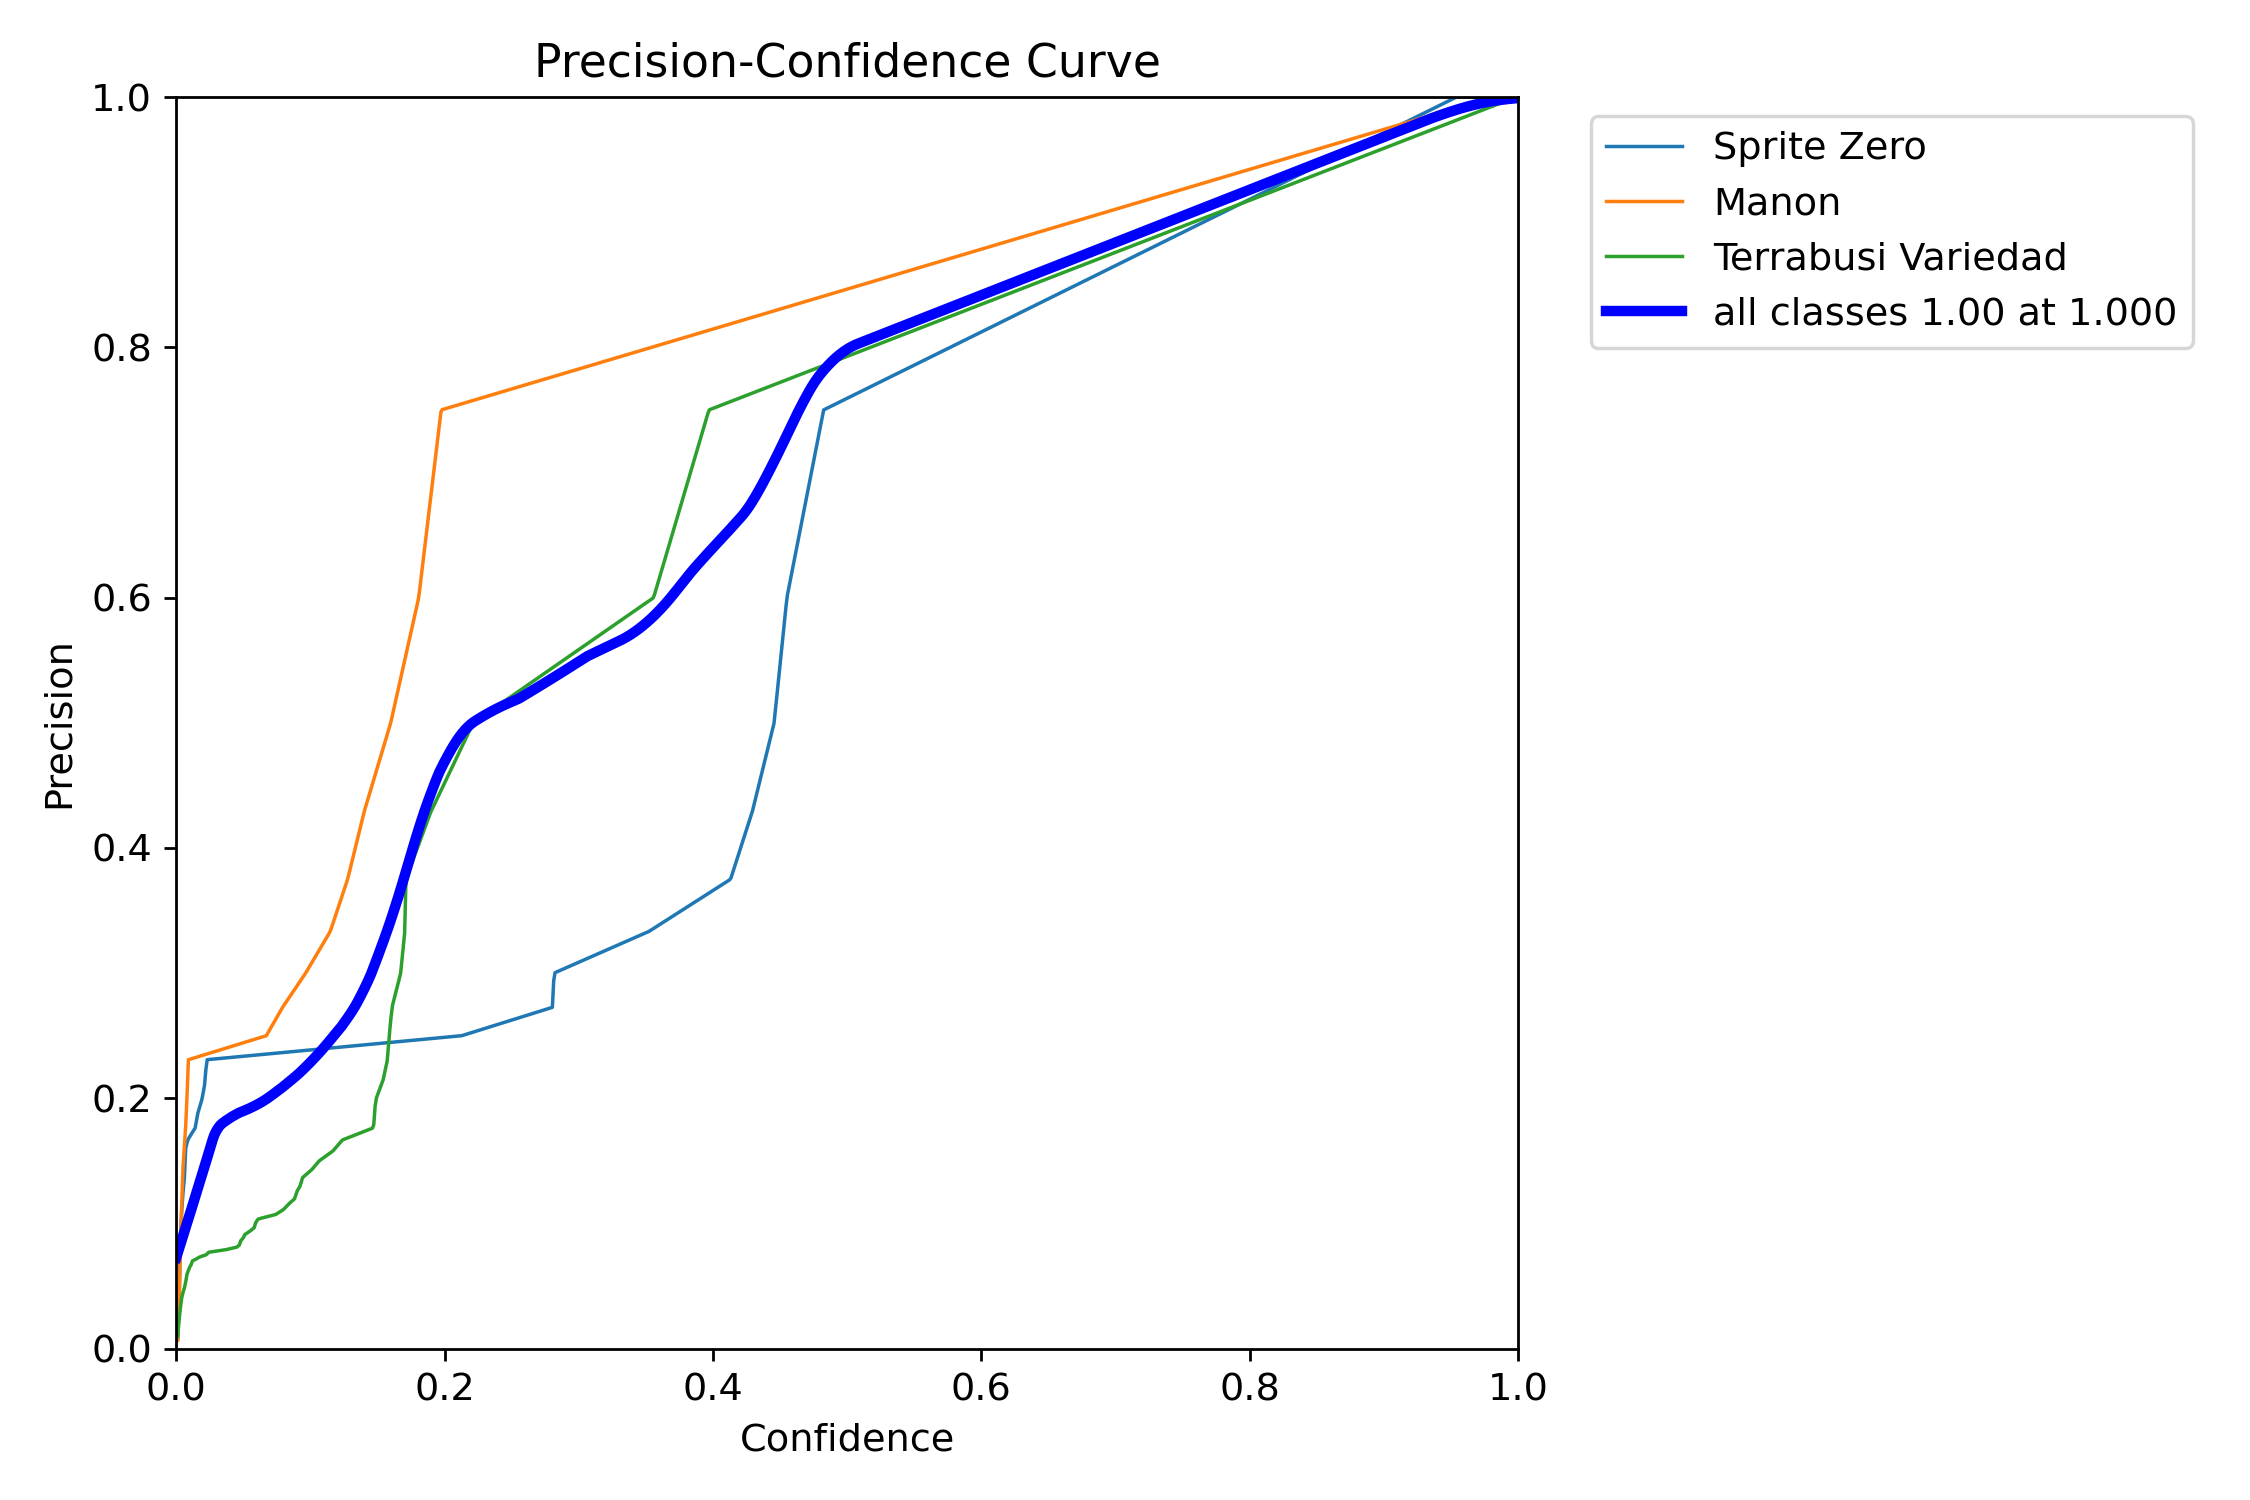 Precision-Confidence Curve
1.0
0.8
0.6
0.4
0.2
0.0
Precision
0.0 0.2 0.4 0.6 0.8 1.0
Confidence
Sprite Zero
Manon
Terrabusi Variedad
all classes 1.00 at 1.000